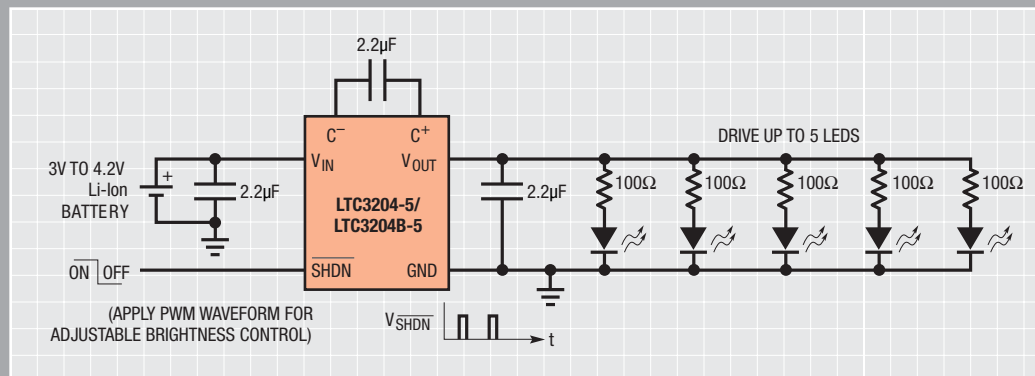 2.2µF
C⁻ C⁺
DRIVE UP TO 5 LEDS
3V TO 4.2V
Li-Ion
BATTERY
+
2.2µF
VIN VOUT
LTC3204-5/
LTC3204B-5
2.2µF
100Ω 100Ω 100Ω 100Ω 100Ω
ON OFF
SHDN GND
(APPLY PWM WAVEFORM FOR
ADJUSTABLE BRIGHTNESS CONTROL)
VSHDN
t